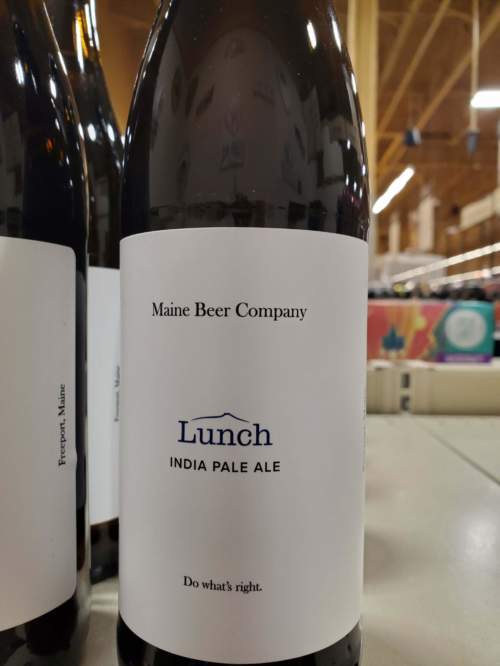 Maine Beer Company
Lunch
INDIA PALE ALE
Do what's right.
Freeport, Maine